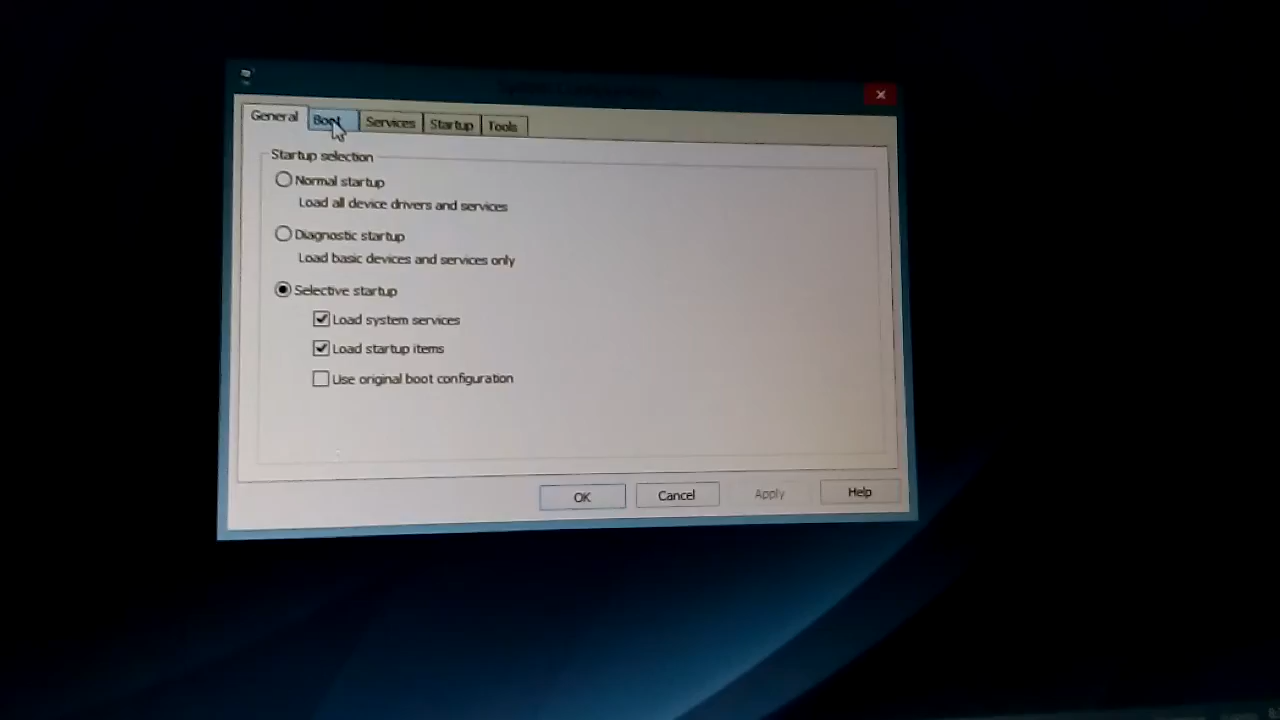 General Boot Services Startup Tools
Startup selection
Normal startup
Load all device drivers and services
Diagnostic startup
Load basic devices and services only
Selective startup
Load system services
Load startup items
Use original boot configuration
OK Cancel Apply Help